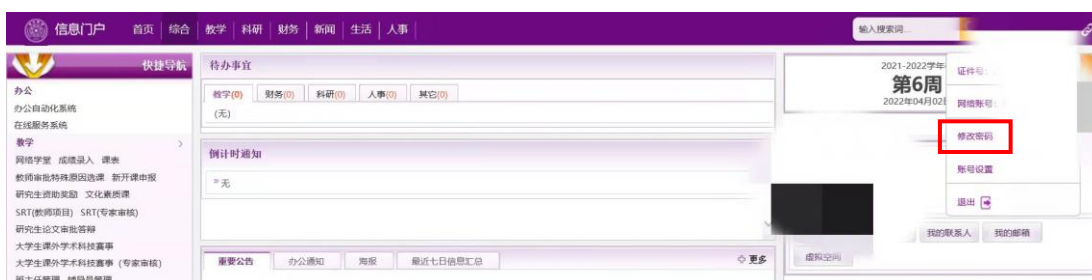 信息门户 首页 综合 教学 科研 财务 新闻 生活 人事 输入搜索词...
快捷导航
办公
办公自动化系统
在线服务系统
教学
网络学堂 成绩录入 课表
教师审批特殊原因选课 新开课申报
研究生资助奖励 文化素质课
SRT(教师项目) SRT(专家审核)
研究生论文审批答辩
大学生课外学术科技赛事
大学生课外学术科技赛事 (专家审核)
待办事宜
教学(0) 财务(0) 科研(0) 人事(0) 其它(0)
(无)
倒计时通知
无
重要公告 办公通知 海报 最近七日信息汇总 更多
2021-2022学年
第6周
2022年04月02
证件号
网络账号:
修改密码
账号设置
退出
我的联系人 我的邮箱
虚拟空间